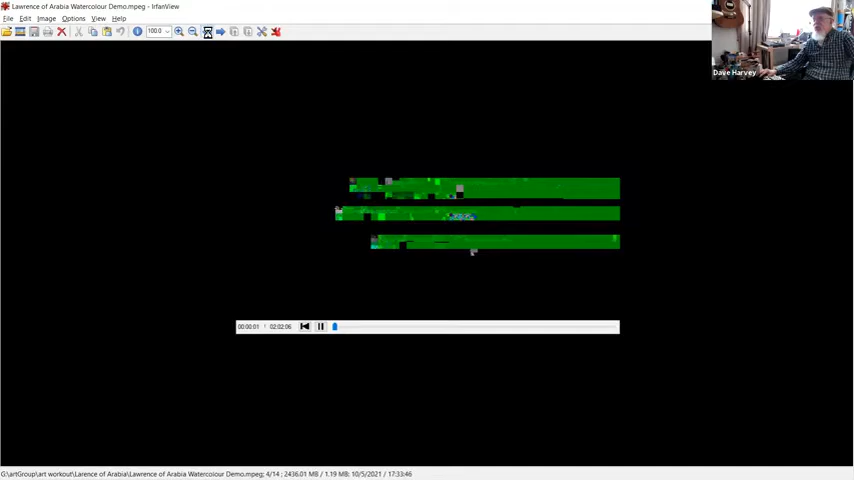 Lawrence of Arabia Watercolour Demo.mpeg - IrfanView
File Edit Image Options View Help
100.0
Dave Harvey
00:00:01 / 02:02:06
G:\artGroup\art workout\Larence of Arabia\Lawrence of Arabia Watercolour Demo.mpeg; 4/14 ; 2436.01 MB / 1.19 MB: 10/5/2021 / 17:33:46